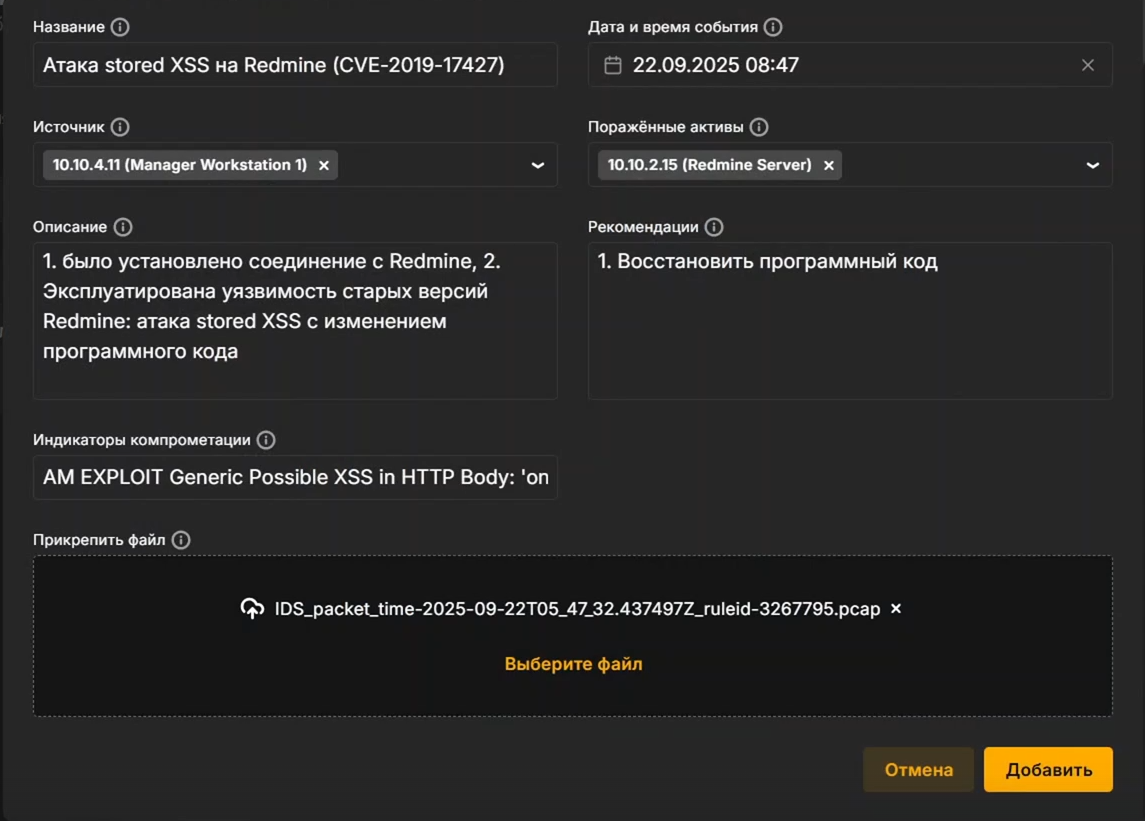 Название
Дата и время события
Атака stored XSS на Redmine (CVE-2019-17427)
22.09.2025 08:47
Источник
Поражённые активы
10.10.4.11 (Manager Workstation 1)
10.10.2.15 (Redmine Server)
Описание
Рекомендации
1. было установлено соединение с Redmine, 2.
Эксплуатирована уязвимость старых версий
Redmine: атака stored XSS с изменением
программного кода
1. Восстановить программный код
Индикаторы компрометации
AM EXPLOIT Generic Possible XSS in HTTP Body: 'on
Прикрепить файл
IDS_packet_time-2025-09-22T05_47_32.437497Z_ruleid-3267795.pcap
Выберите файл
Отмена
Добавить